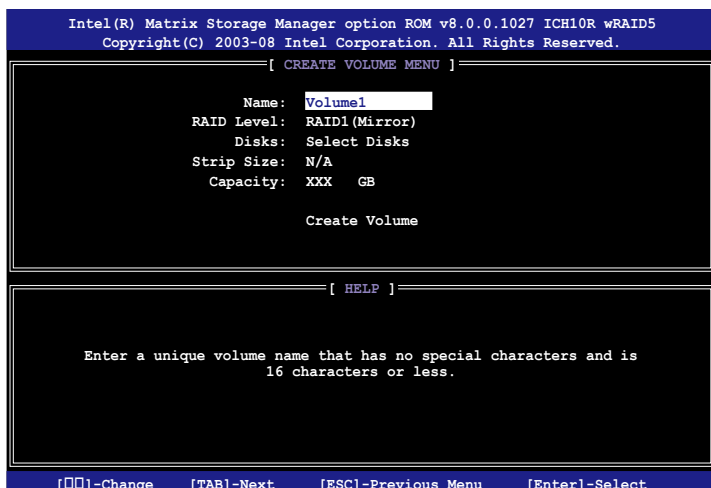 Intel(R) Matrix Storage Manager option ROM v8.0.0.1027 ICH10R wRAID5
Copyright(C) 2003-08 Intel Corporation. All Rights Reserved.
[ CREATE VOLUME MENU ]
Name: Volume1
RAID Level: RAID1(Mirror)
Disks: Select Disks
Strip Size: N/A
Capacity: XXX GB
Create Volume
[ HELP ]
Enter a unique volume name that has no special characters and is
16 characters or less.
[▯▯]-Change [TAB]-Next [ESC]-Previous Menu [Enter]-Select